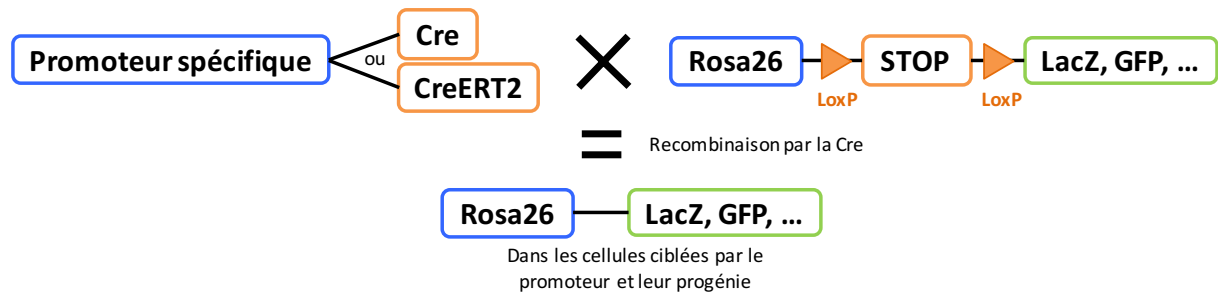 Promoteur spécifique
ou
Cre
CreERT2
Rosa26
STOP
LacZ, GFP, ...
LoxP
LoxP
Recombinaison par la Cre
Rosa26
LacZ, GFP, ...
Dans les cellules ciblées par le
promoteur et leur progénie